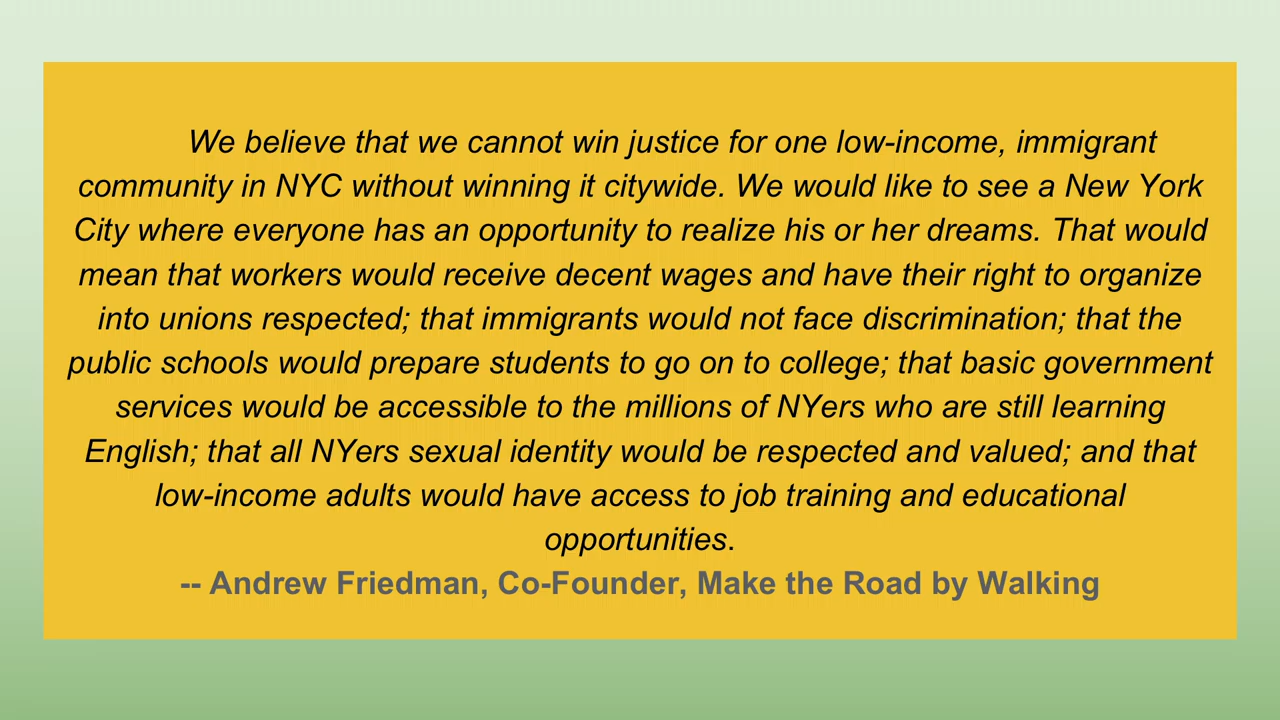 We believe that we cannot win justice for one low-income, immigrant
community in NYC without winning it citywide. We would like to see a New York
City where everyone has an opportunity to realize his or her dreams. That would
mean that workers would receive decent wages and have their right to organize
into unions respected; that immigrants would not face discrimination; that the
public schools would prepare students to go on to college; that basic government
services would be accessible to the millions of NYers who are still learning
English; that all NYers sexual identity would be respected and valued; and that
low-income adults would have access to job training and educational
opportunities.
-- Andrew Friedman, Co-Founder, Make the Road by Walking